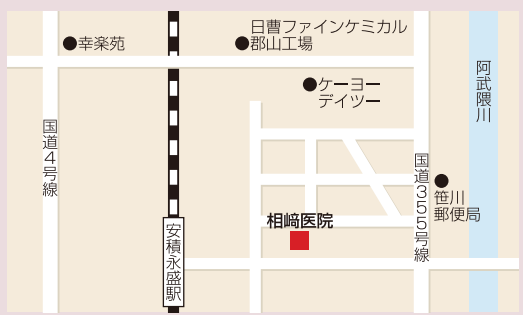 日曹ファインケミカル
郡山工場
幸楽苑
ケーヨー
デイツー
阿武隈川
国道4号線
国道355号線
笹川
郵便局
相﨑医院
安積永盛駅